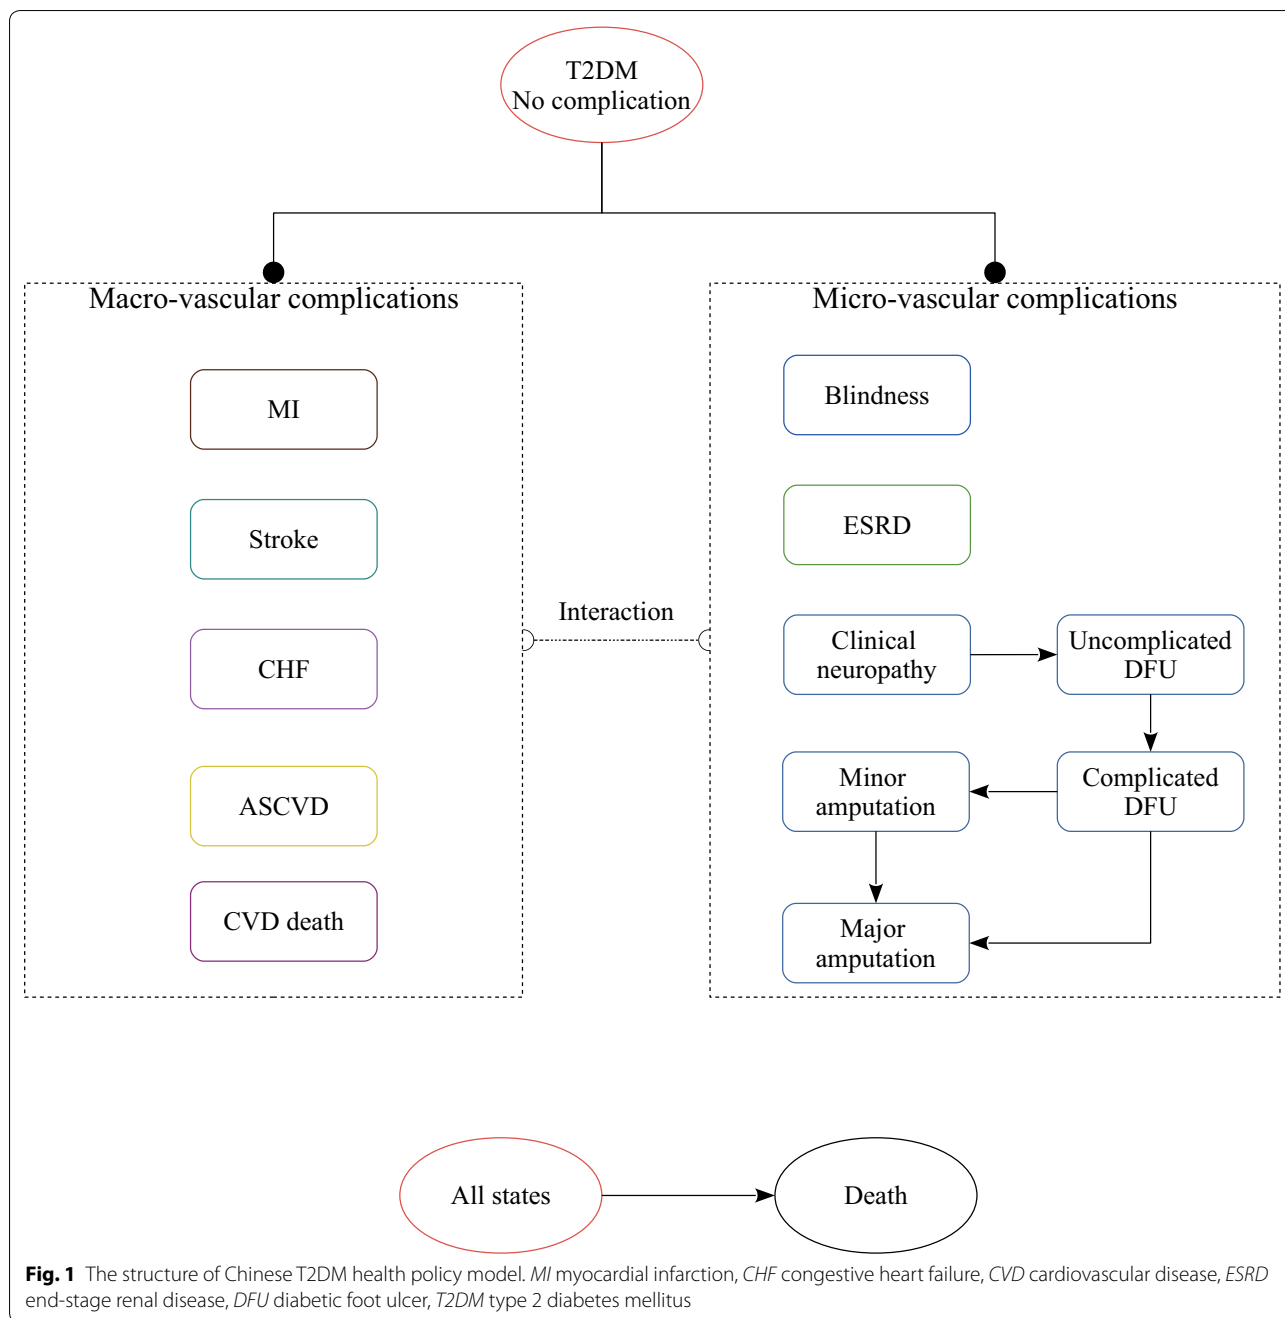 T2DM
No complication
Macro-vascular complications
MI
Stroke
CHF
ASCVD
CVD death
Interaction
Micro-vascular complications
Blindness
ESRD
Clinical
neuropathy
Uncomplicated
DFU
Minor
amputation
Complicated
DFU
Major
amputation
All states
Death
Fig. 1 The structure of Chinese T2DM health policy model. MI myocardial infarction, CHF congestive heart failure, CVD cardiovascular disease, ESRD
end-stage renal disease, DFU diabetic foot ulcer, T2DM type 2 diabetes mellitus